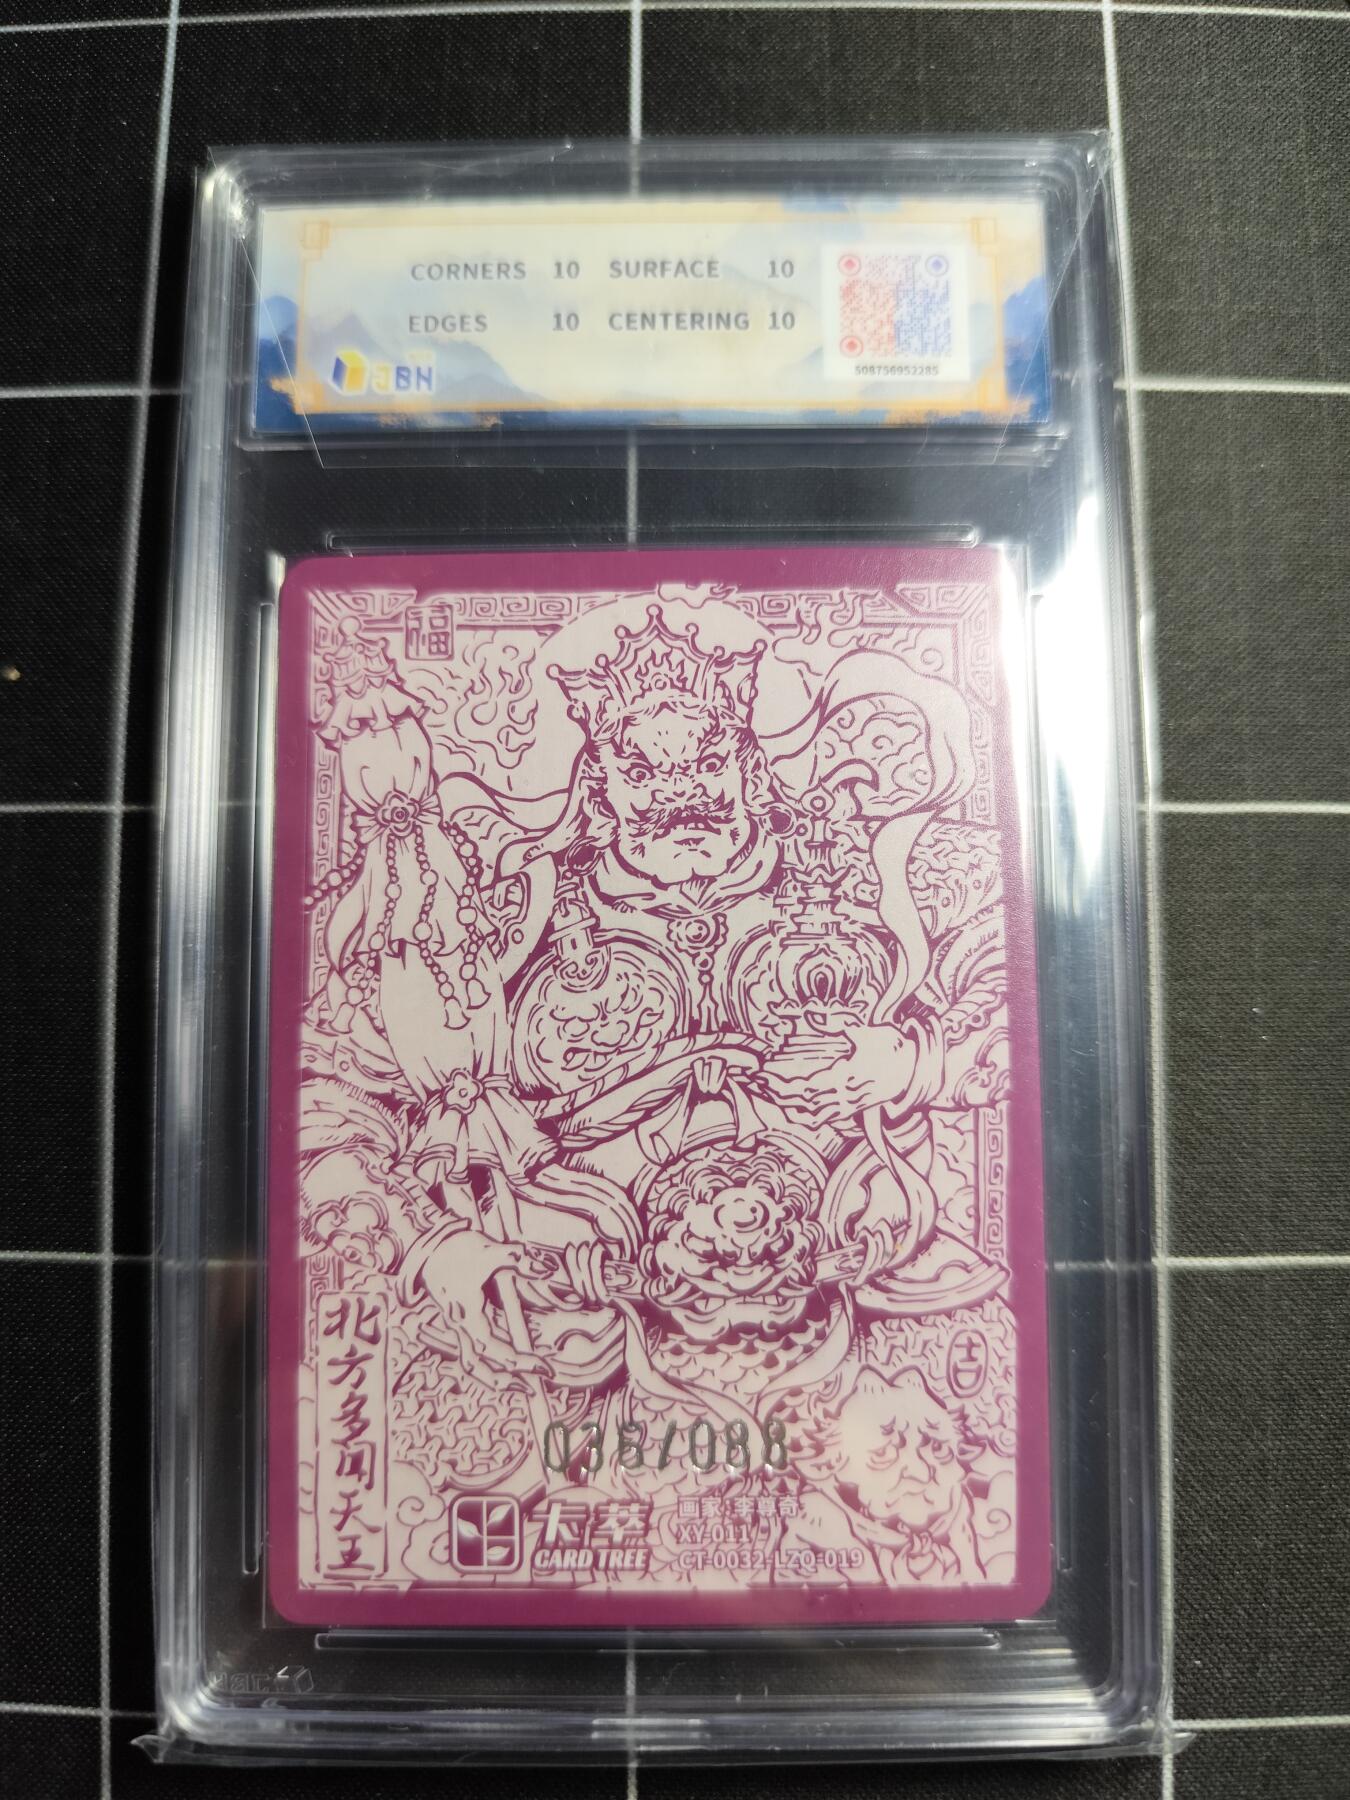 CORNERS 10 SURFACE 10
EDGES 10 CENTERING 10
JBN
508756952285
福
吉
北方多闻天王
036/088
卡萃
CARD TREE
画家:李尊奇
XY-011
CT-0032-LZQ-019